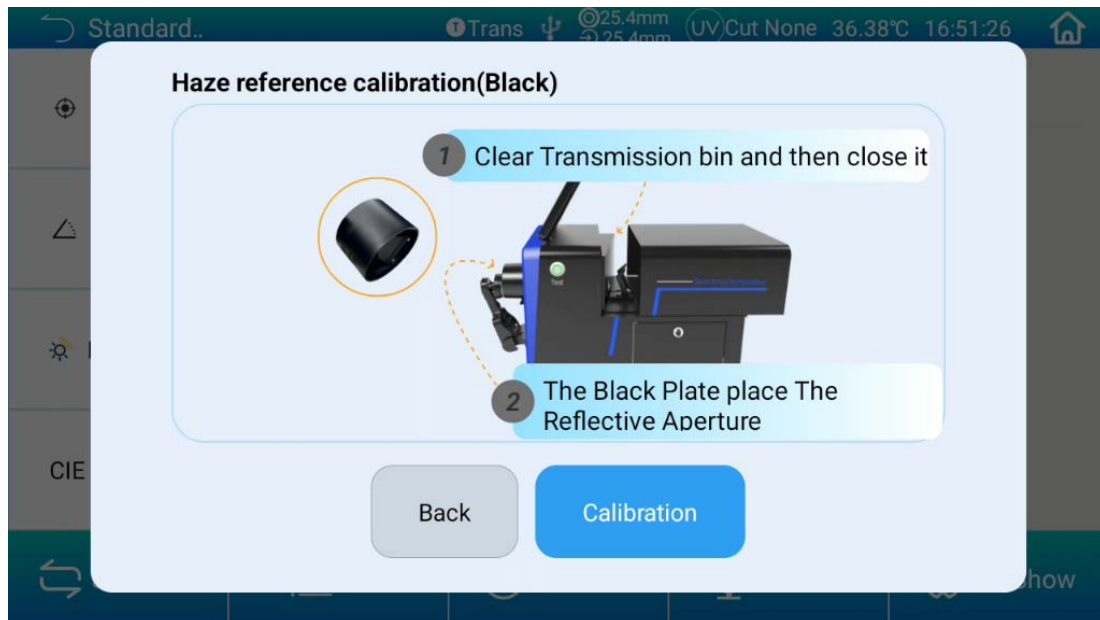 Standard..
Trans
25.4mm
25.4mm
UV Cut None
36.38℃
16:51:26
Haze reference calibration(Black)
1 Clear Transmission bin and then close it
Test
2 The Black Plate place The
Reflective Aperture
CIE
Back
Calibration
how